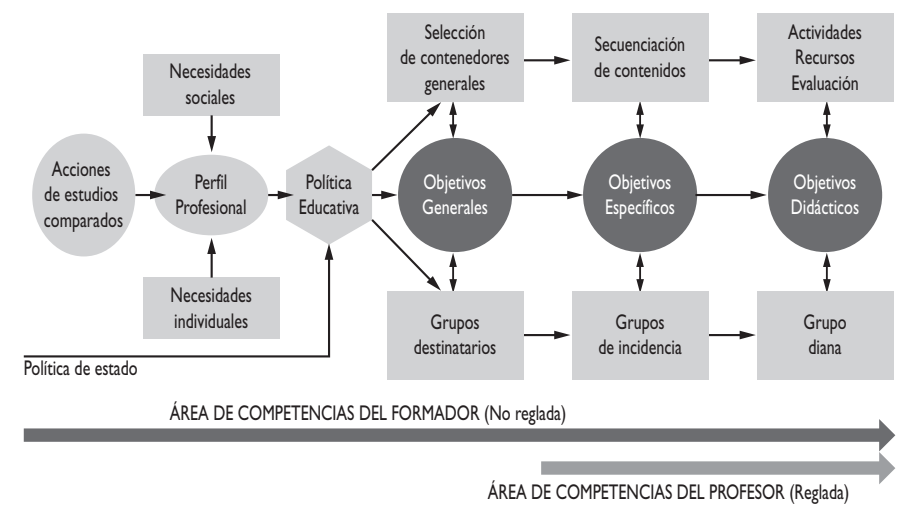 Selección
de contenedores
generales
Secuenciación
de contenidos
Actividades
Recursos
Evaluación
Necesidades
sociales
Acciones
de estudios
comparados
Perfil
Profesional
Política
Educativa
Objetivos
Generales
Objetivos
Específicos
Objetivos
Didácticos
Necesidades
individuales
Grupos
destinatarios
Grupos
de incidencia
Grupo
diana
Política de estado
ÁREA DE COMPETENCIAS DEL FORMADOR (No reglada)
ÁREA DE COMPETENCIAS DEL PROFESOR (Reglada)